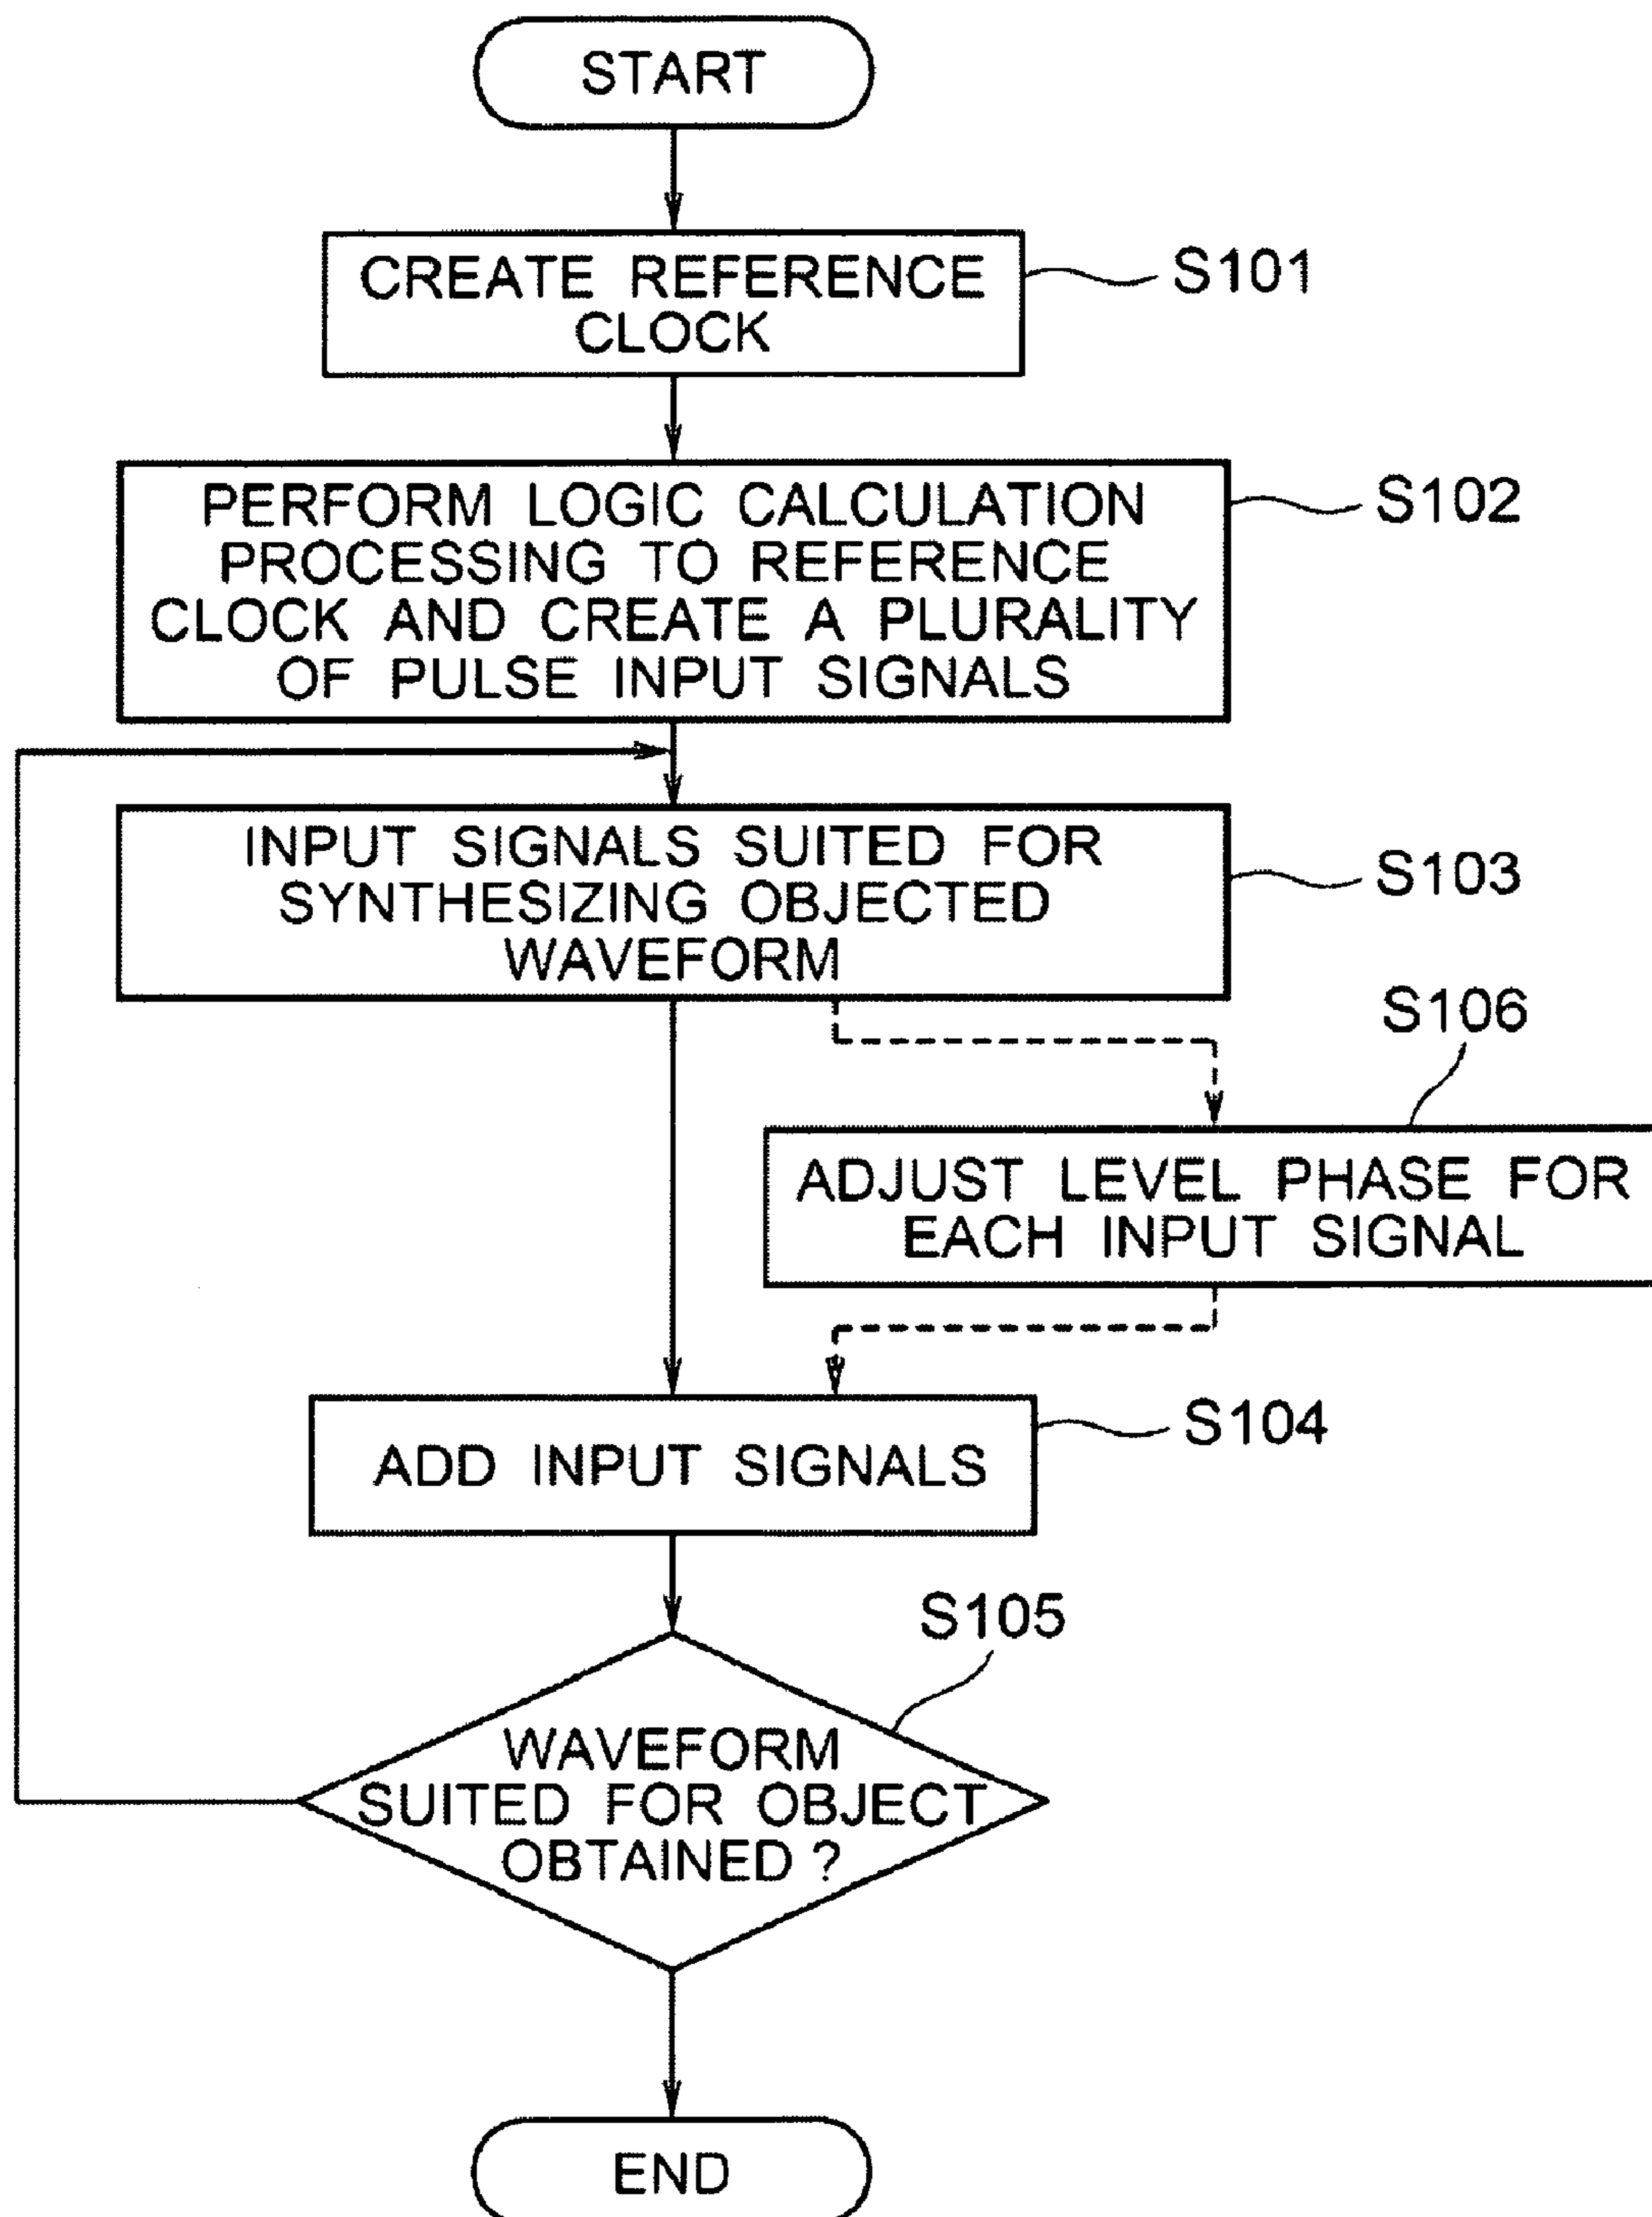 START
CREATE REFERENCE
CLOCK
S101
PERFORM LOGIC CALCULATION
PROCESSING TO REFERENCE
CLOCK AND CREATE A PLURALITY
OF PULSE INPUT SIGNALS
S102
INPUT SIGNALS SUITED FOR
SYNTHESIZING OBJECTED
WAVEFORM
S103
S106
ADJUST LEVEL PHASE FOR
EACH INPUT SIGNAL
ADD INPUT SIGNALS
S104
S105
WAVEFORM
SUITED FOR OBJECT
OBTAINED ?
END